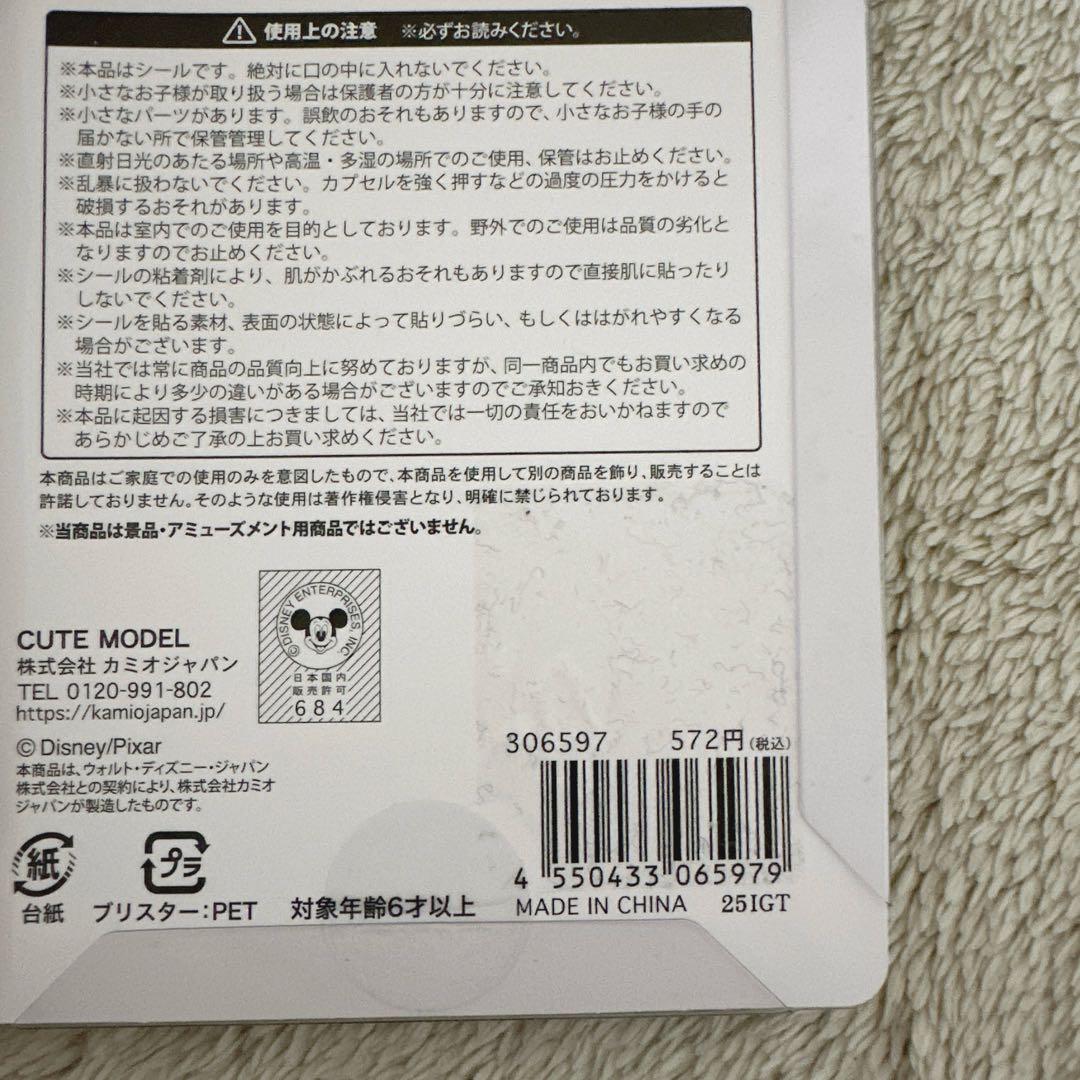 ⚠ 使用上の注意 ※必ずお読みください。
※本品はシールです。絶対に口の中に入れないでください。
※小さなお子様が取り扱う場合は保護者の方が十分に注意してください。
※小さなパーツがあります。誤飲のおそれもありますので、小さなお子様の手の
届かない所で保管管理してください。
※直射日光のあたる場所や高温・多湿の場所でのご使用、保管はお止めください。
※乱暴に扱わないでください。カプセルを強く押すなどの過度の圧力をかけると
破損するおそれがあります。
※本品は室内でのご使用を目的としております。野外でのご使用は品質の劣化と
なりますのでお止めください。
※シールの粘着剤により、肌がかぶれるおそれもありますので直接肌に貼ったり
しないでください。
※シールを貼る素材、表面の状態によって貼りづらい、もしくははがれやすくなる
場合がございます。
※当社では常に商品の品質向上に努めておりますが、同一商品内でもお買い求めの
時期により多少の違いがある場合がございますのでご承知おきください。
※本品に起因する損害につきましては、当社では一切の責任をおいかねますので
あらかじめご了承の上お買い求めください。
本商品はご家庭での使用のみを意図したもので、本商品を使用して別の商品を飾り、販売することは
許諾しておりません。そのような使用は著作権侵害となり、明確に禁じられております。
※当商品は景品・アミューズメント用商品ではございません。
CUTE MODEL
株式会社 カミオジャパン
TEL 0120-991-802
https://kamiojapan.jp/
©DISNEY ENTERPRISES, INC.
日本国内
販売許可
684
© Disney/Pixar
本商品は、ウォルト・ディズニー・ジャパン
株式会社との契約により、株式会社カミオ
ジャパンが製造したものです。
306597 572円(税込)
4 550433 065979
紙
プラ
台紙 ブリスター:PET 対象年齢6才以上 MADE IN CHINA 25IGT